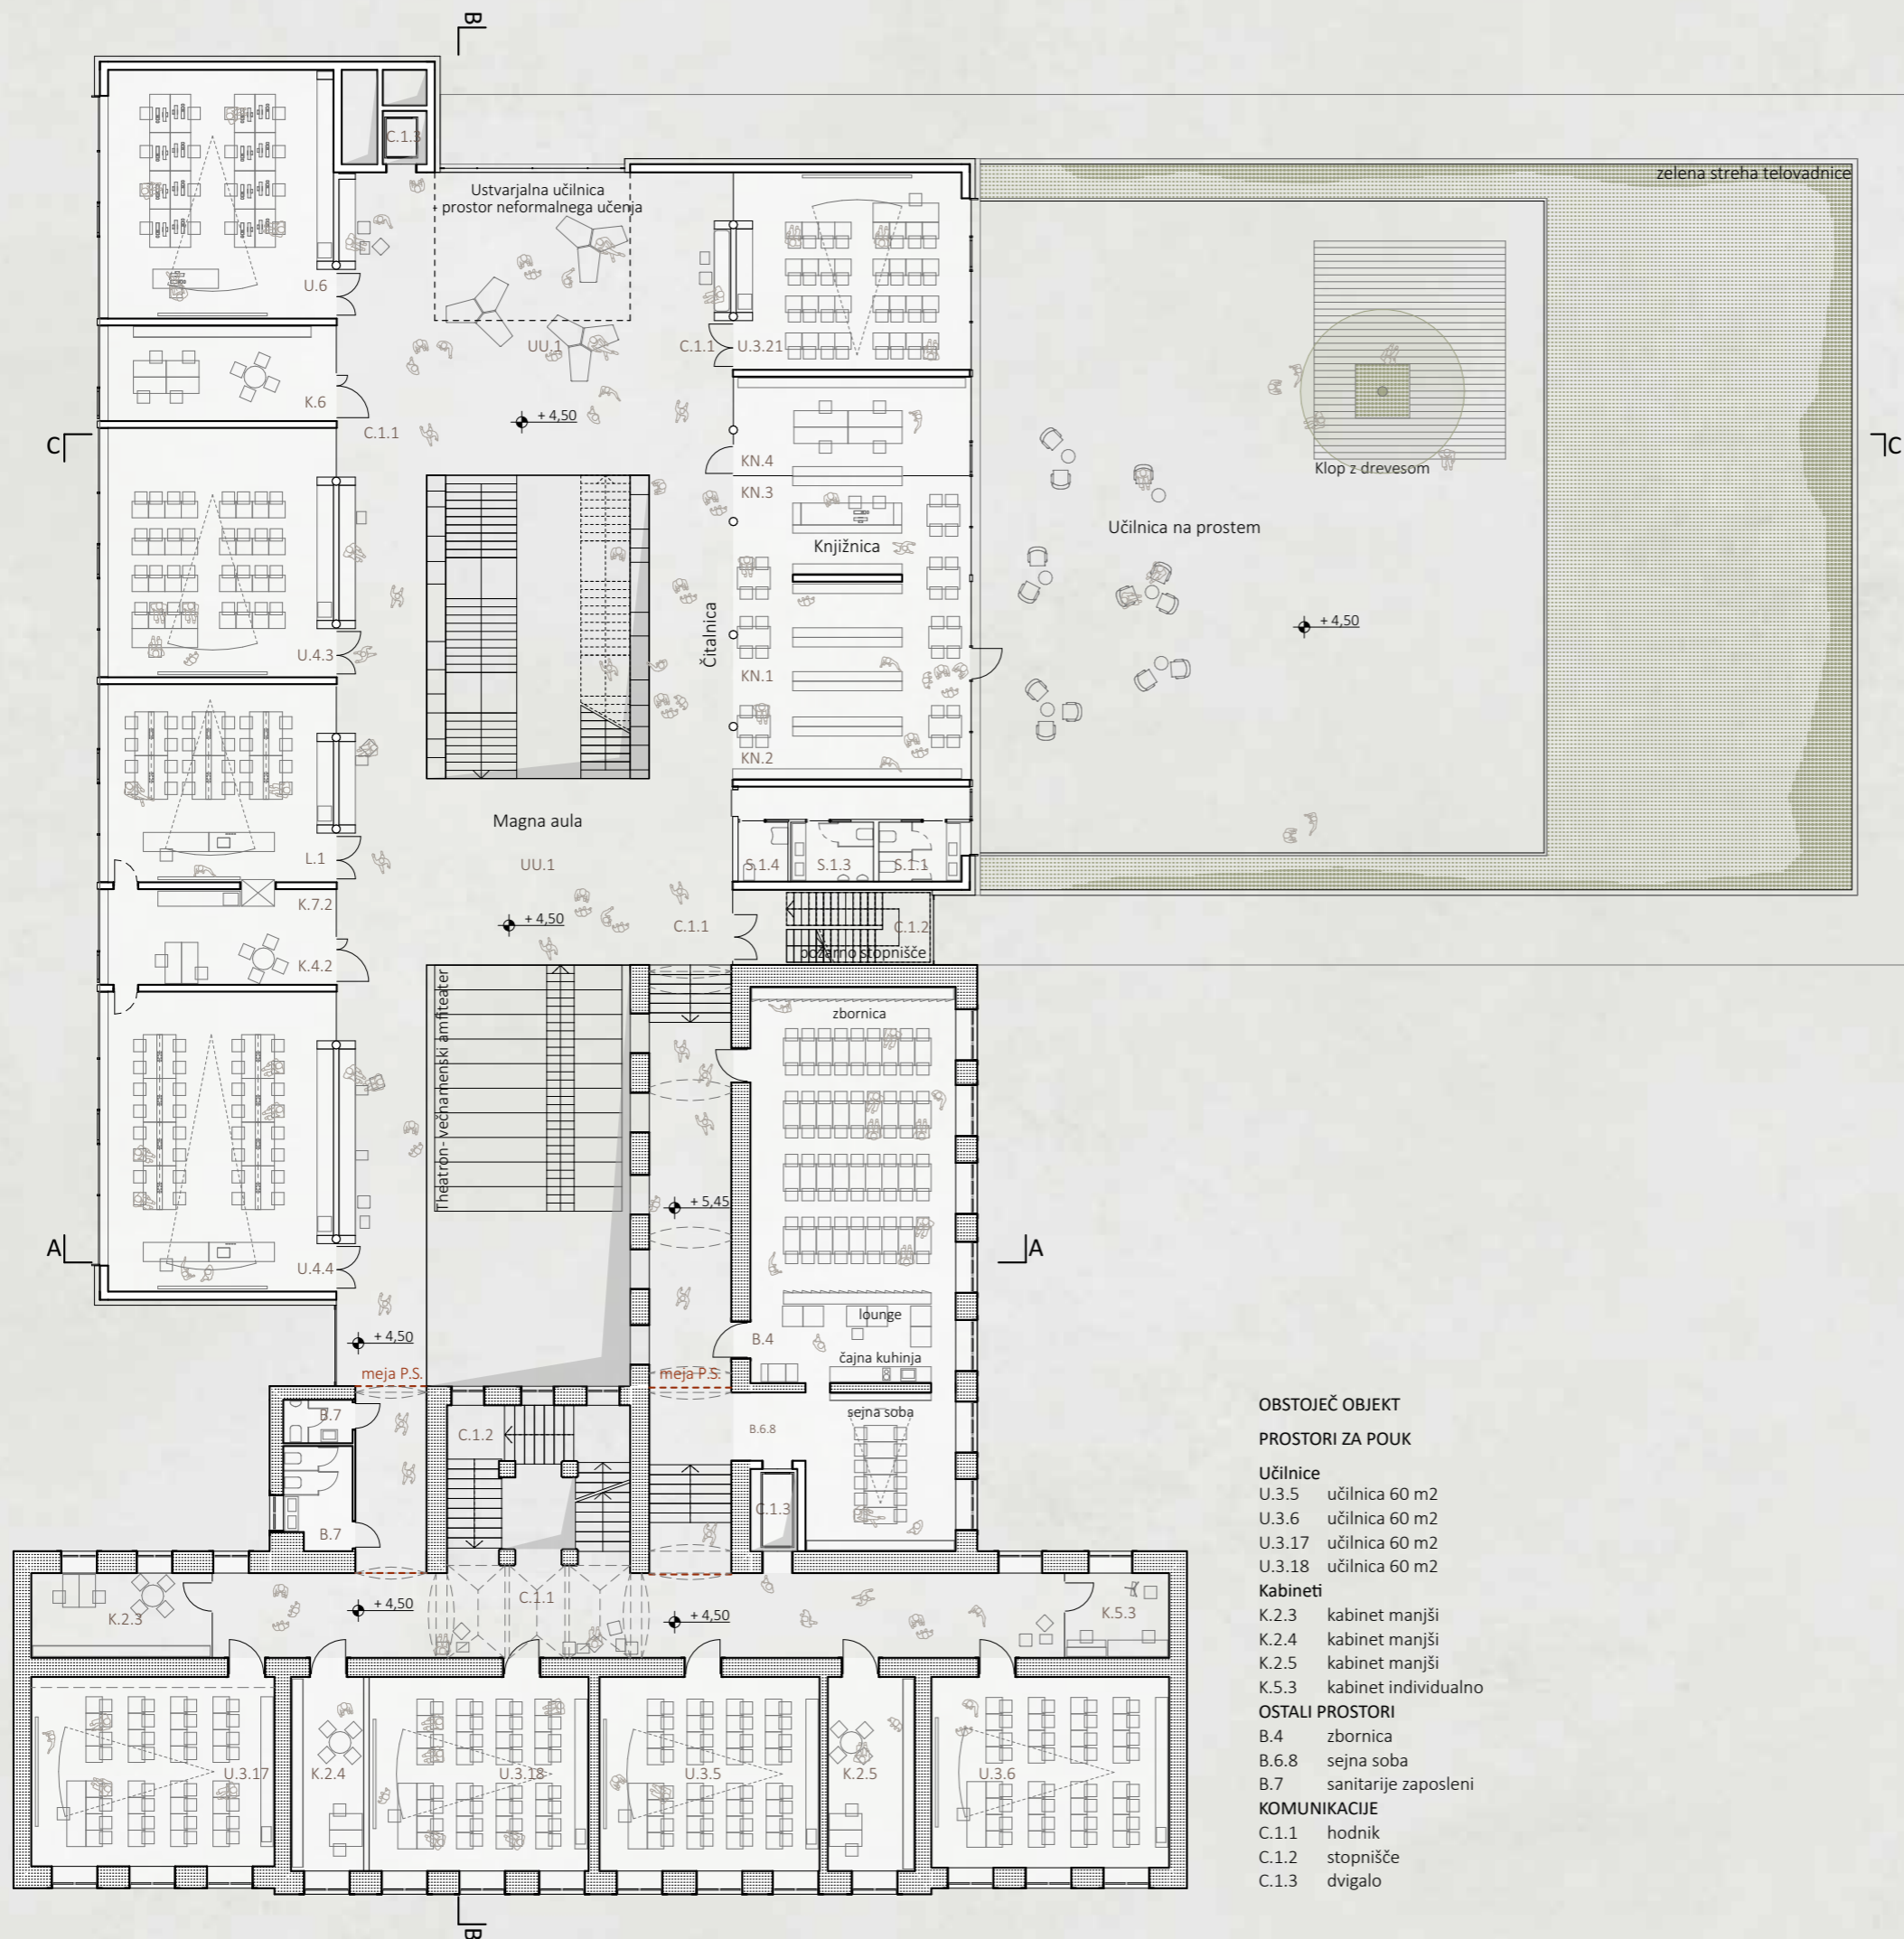 B
C.1.3
zelena streha telovadnice
Ustvarjalna učilnica
- prostor neformalnega učenja
U.6
UU.1
C.1.1
U.3.21
K.6
+ 4,50
C.1.1
C
C
KN.4
Klop z drevesom
KN.3
Učilnica na prostem
Knjižnica
+ 4,50
Čitalnica
U.4.3
KN.1
KN.2
Magna aula
L.1
UU.1
S.1.4
S.1.3
S.1.1
K.7.2
+ 4,50
C.1.1
C.1.2
požarno stopnišče
K.4.2
Theatron- večnamenski amfiteater
zbornica
+ 5,45
A
A
U.4.4
lounge
+ 4,50
B.4
čajna kuhinja
meja P.S.
meja P.S.
sejna soba
B.7
C.1.2
B.6.8
C.1.3
B.7
C.1.1
K.2.3
+ 4,50
+ 4,50
K.5.3
U.3.17
K.2.4
U.3.18
U.3.5
K.2.5
U.3.6
B
OBSTOJEČ OBJEKT
PROSTORI ZA POUK
Učilnice
U.3.5 učilnica 60 m2
U.3.6 učilnica 60 m2
U.3.17 učilnica 60 m2
U.3.18 učilnica 60 m2
Kabineti
K.2.3 kabinet manjši
K.2.4 kabinet manjši
K.2.5 kabinet manjši
K.5.3 kabinet individualno
OSTALI PROSTORI
B.4 zbornica
B.6.8 sejna soba
B.7 sanitarije zaposleni
KOMUNIKACIJE
C.1.1 hodnik
C.1.2 stopnišče
C.1.3 dvigalo